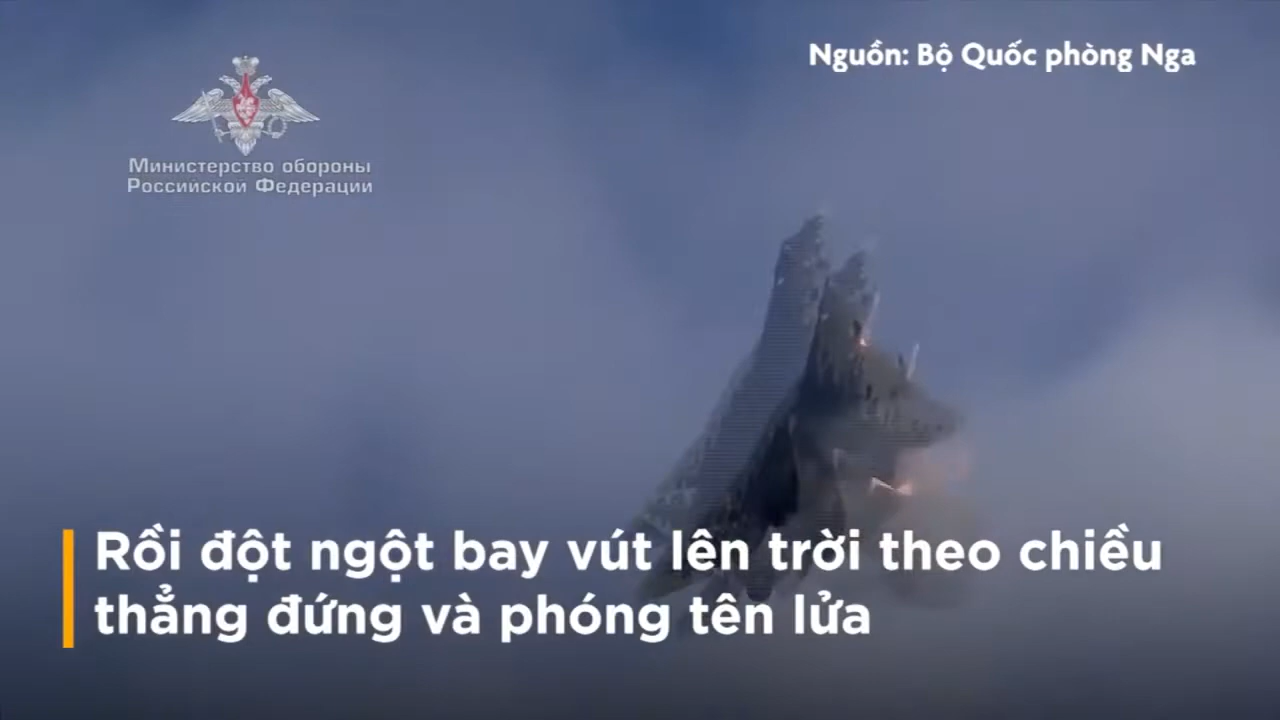 Nguồn: Bộ Quốc phòng Nga
Министерство обороны
Российской Федерации
Rồi đột ngột bay vút lên trời theo chiều
thẳng đứng và phóng tên lửa